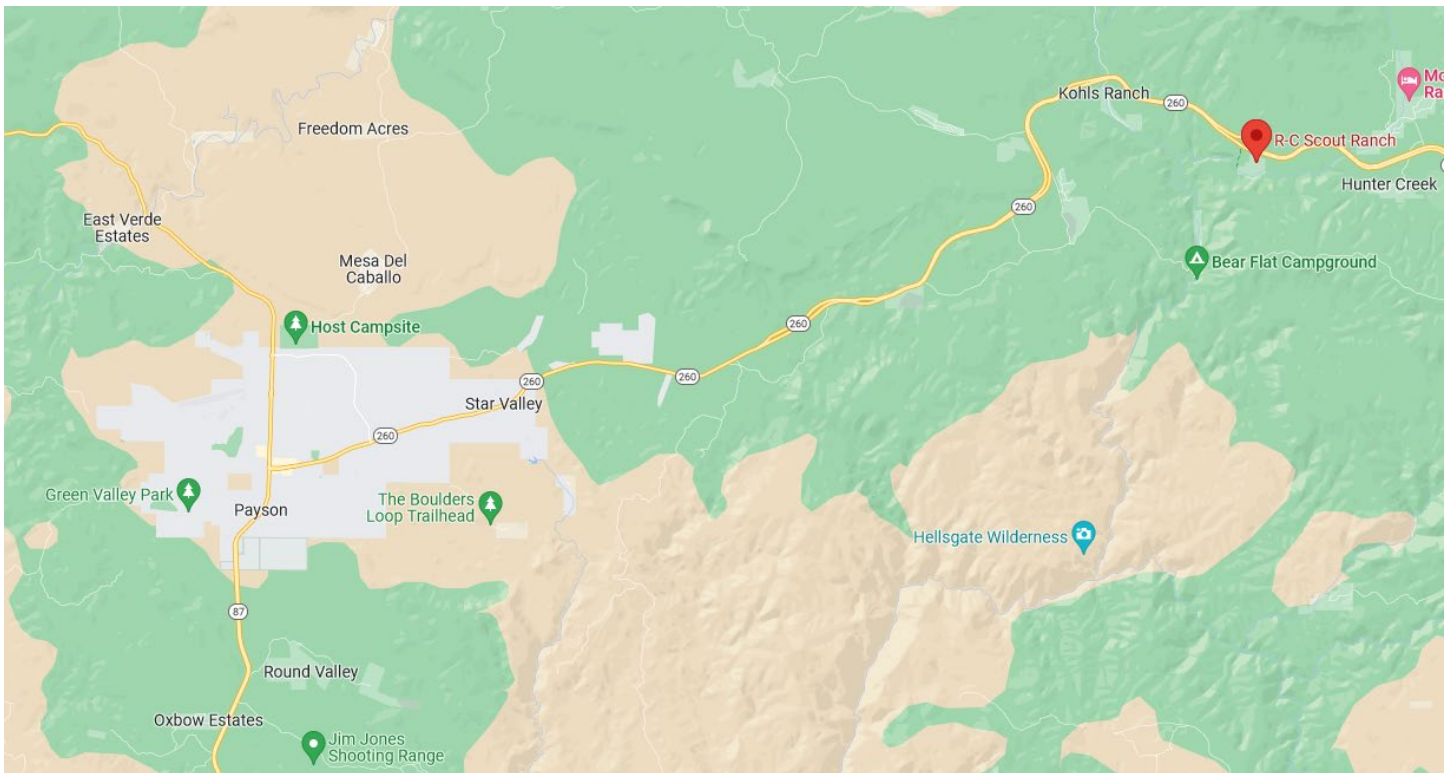 Kohls Ranch
260
R-C Scout Ranch
Hunter Creek
Freedom Acres
East Verde
Estates
260
Mesa Del
Caballo
Bear Flat Campground
Host Campsite
260
260
260
Star Valley
260
Green Valley Park
The Boulders
Loop Trailhead
Payson
Hellsgate Wilderness
87
Round Valley
Oxbow Estates
Jim Jones
Shooting Range